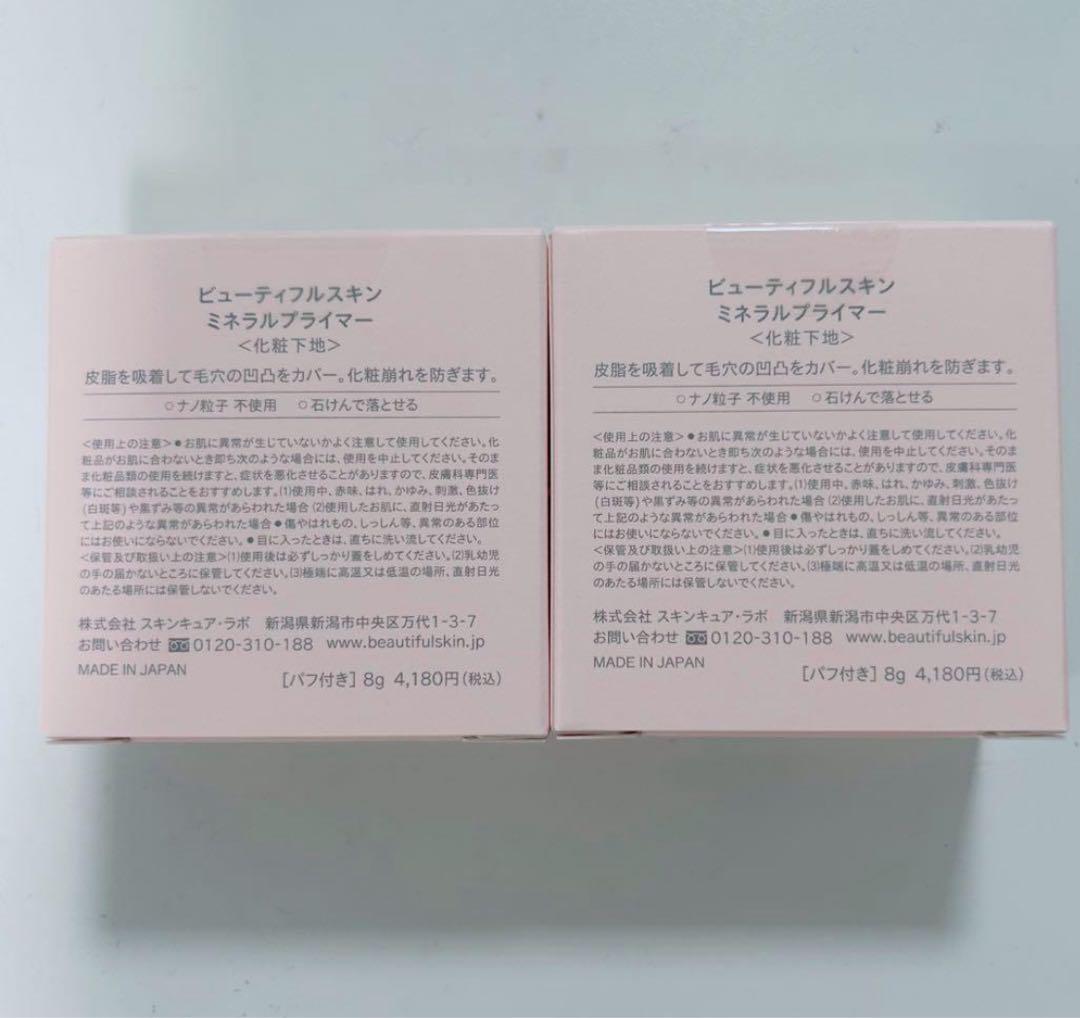 ビューティフルスキン
ミネラルプライマー
＜化粧下地＞
皮脂を吸着して毛穴の凹凸をカバー。化粧崩れを防ぎます。
○ナノ粒子 不使用　○石けんで落とせる
＜使用上の注意＞●お肌に異常が生じていないかよく注意して使用してください。化
粧品がお肌に合わないとき即ち次のような場合には、使用を中止してください。そのま
ま化粧品類の使用を続けますと、症状を悪化させることがありますので、皮膚科専門医
等にご相談されることをおすすめします。(1)使用中、赤味、はれ、かゆみ、刺激、色抜け
(白斑等)や黒ずみ等の異常があらわれた場合(2)使用したお肌に、直射日光があたっ
て上記のような異常があらわれた場合●傷やはれもの、しっしん等、異常のある部位
にはお使いにならないでください。●目に入ったときは、直ちに洗い流してください。
＜保管及び取扱い上の注意＞(1)使用後は必ずしっかり蓋をしめてください。(2)乳幼児
の手の届かないところに保管してください。(3)極端に高温又は低温の場所、直射日光
のあたる場所には保管しないでください。
株式会社 スキンキュア・ラボ　新潟県新潟市中央区万代1-3-7
お問い合わせ 0120-310-188 www.beautifulskin.jp
MADE IN JAPAN
[パフ付き] 8g 4,180円(税込)
ビューティフルスキン
ミネラルプライマー
＜化粧下地＞
皮脂を吸着して毛穴の凹凸をカバー。化粧崩れを防ぎます。
○ナノ粒子 不使用　○石けんで落とせる
＜使用上の注意＞●お肌に異常が生じていないかよく注意して使用してください。化
粧品がお肌に合わないとき即ち次のような場合には、使用を中止してください。そのま
ま化粧品類の使用を続けますと、症状を悪化させることがありますので、皮膚科専門医
等にご相談されることをおすすめします。(1)使用中、赤味、はれ、かゆみ、刺激、色抜け
(白斑等)や黒ずみ等の異常があらわれた場合(2)使用したお肌に、直射日光があたっ
て上記のような異常があらわれた場合●傷やはれもの、しっしん等、異常のある部位
にはお使いにならないでください。●目に入ったときは、直ちに洗い流してください。
＜保管及び取扱い上の注意＞(1)使用後は必ずしっかり蓋をしめてください。(2)乳幼児
の手の届かないところに保管してください。(3)極端に高温又は低温の場所、直射日光
のあたる場所には保管しないでください。
株式会社 スキンキュア・ラボ　新潟県新潟市中央区万代1-3-7
お問い合わせ 0120-310-188 www.beautifulskin.jp
MADE IN JAPAN
[パフ付き] 8g 4,180円(税込)